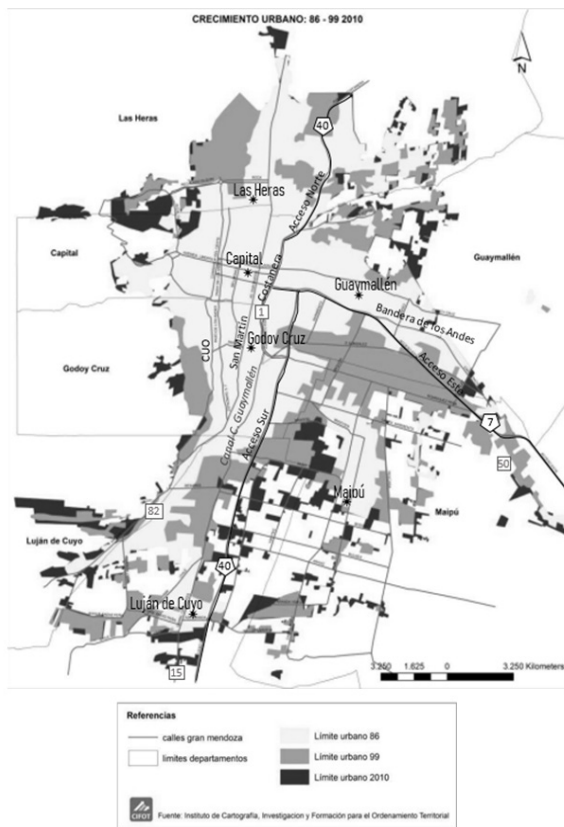 CRECIMIENTO URBANO: 86 - 99 2010
N
Las Heras
40
Las Heras
Acceso Norte
Capital
Capital
Costanera
Guaymallén
Guaymallén
Bandera de los Andes
1
CUO
San Martín
Godoy Cruz
Godoy Cruz
Canal C. Guaymallén
Acceso Sur
Acceso Este
7
50
Maipú
Maipú
82
Luján de Cuyo
40
Luján de Cuyo
15
3.250 1.625 0 3.250 Kilometers
Referencias
calles gran mendoza
limites departamentos
Límite urbano 86
Límite urbano 99
Límite urbano 2010
CIFOT
Fuente: Instituto de Cartografía, Investigacion y Formación para el Ordenamiento Territorial